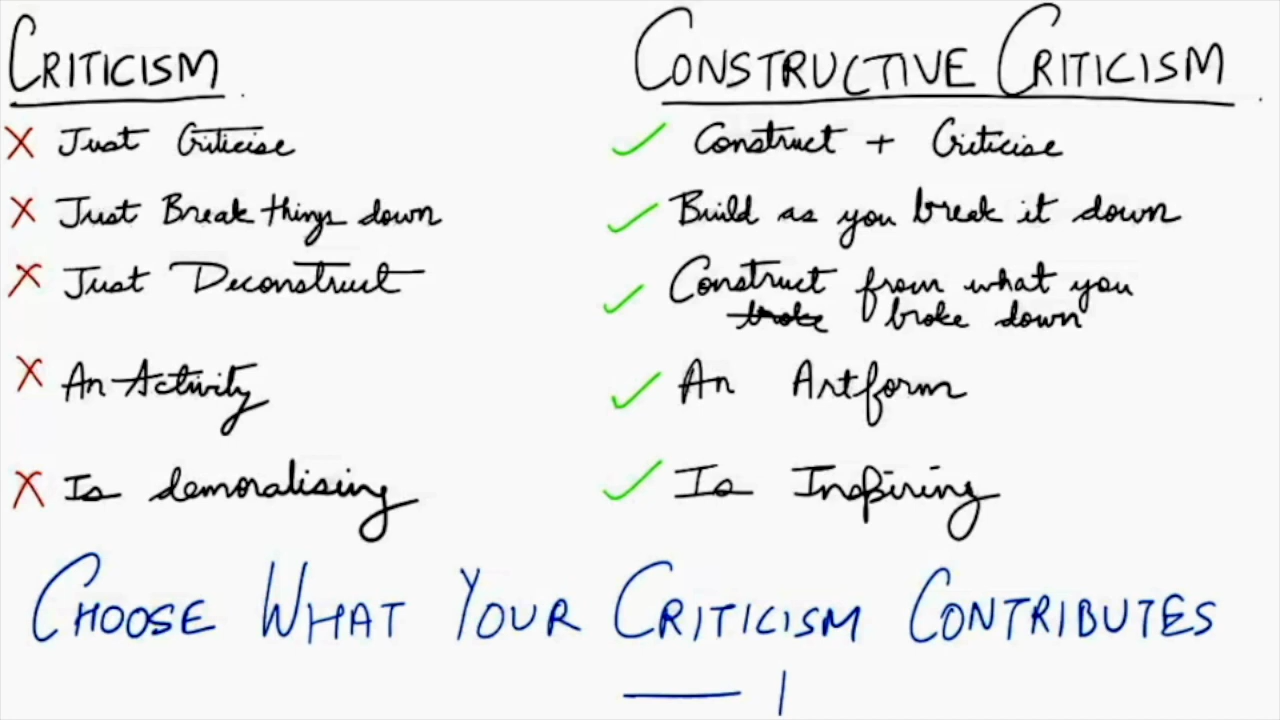 CRITICISM
Just Criticise
Just Break things down
Just Deconstruct
An Activity
Is demoralising
CONSTRUCTIVE CRITICISM
Construct + Criticise
Build as you break it down
Construct from what you
broke broke down
An Artform
Is Inspiring
CHOOSE WHAT YOUR CRITICISM CONTRIBUTES